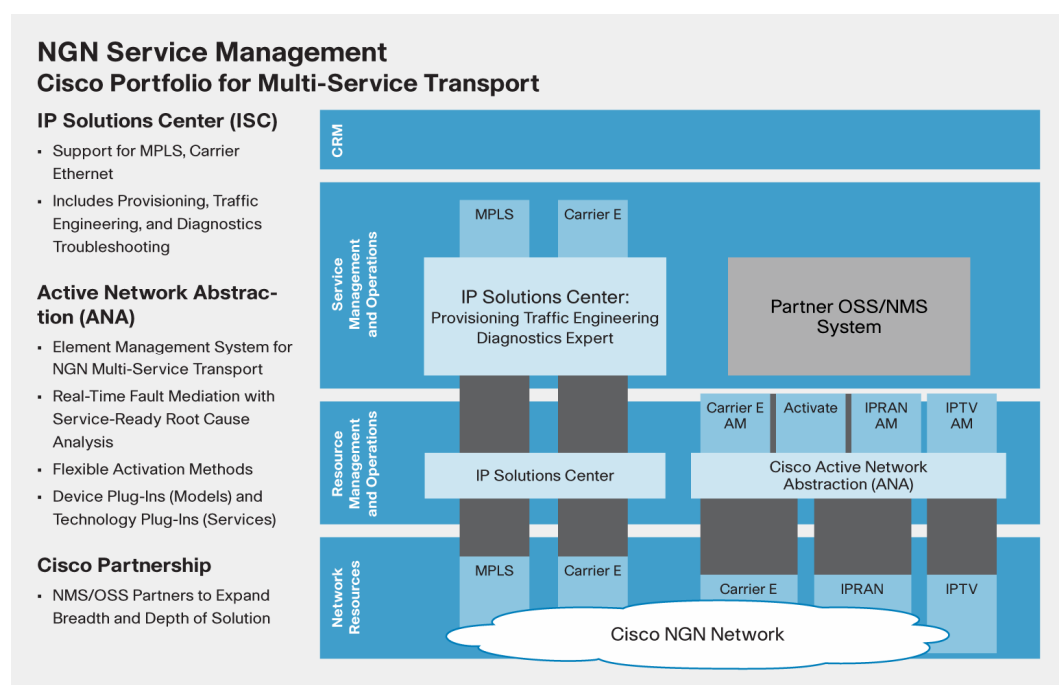 NGN Service Management
Cisco Portfolio for Multi-Service Transport
IP Solutions Center (ISC)
▪ Support for MPLS, Carrier
Ethernet
▪ Includes Provisioning, Traffic
Engineering, and Diagnostics
Troubleshooting
Active Network Abstrac-
tion (ANA)
▪ Element Management System for
NGN Multi-Service Transport
▪ Real-Time Fault Mediation with
Service-Ready Root Cause
Analysis
▪ Flexible Activation Methods
▪ Device Plug-Ins (Models) and
Technology Plug-Ins (Services)
Cisco Partnership
▪ NMS/OSS Partners to Expand
Breadth and Depth of Solution
CRM
Service
Management
and Operations
MPLS
Carrier E
IP Solutions Center:
Provisioning Traffic Engineering
Diagnostics Expert
Partner OSS/NMS
System
Resource
Management
and Operations
IP Solutions Center
Carrier E
AM
Activate
IPRAN
AM
IPTV
AM
Cisco Active Network
Abstraction (ANA)
Network
Resources
MPLS
Carrier E
Carrier E
IPRAN
IPTV
Cisco NGN Network